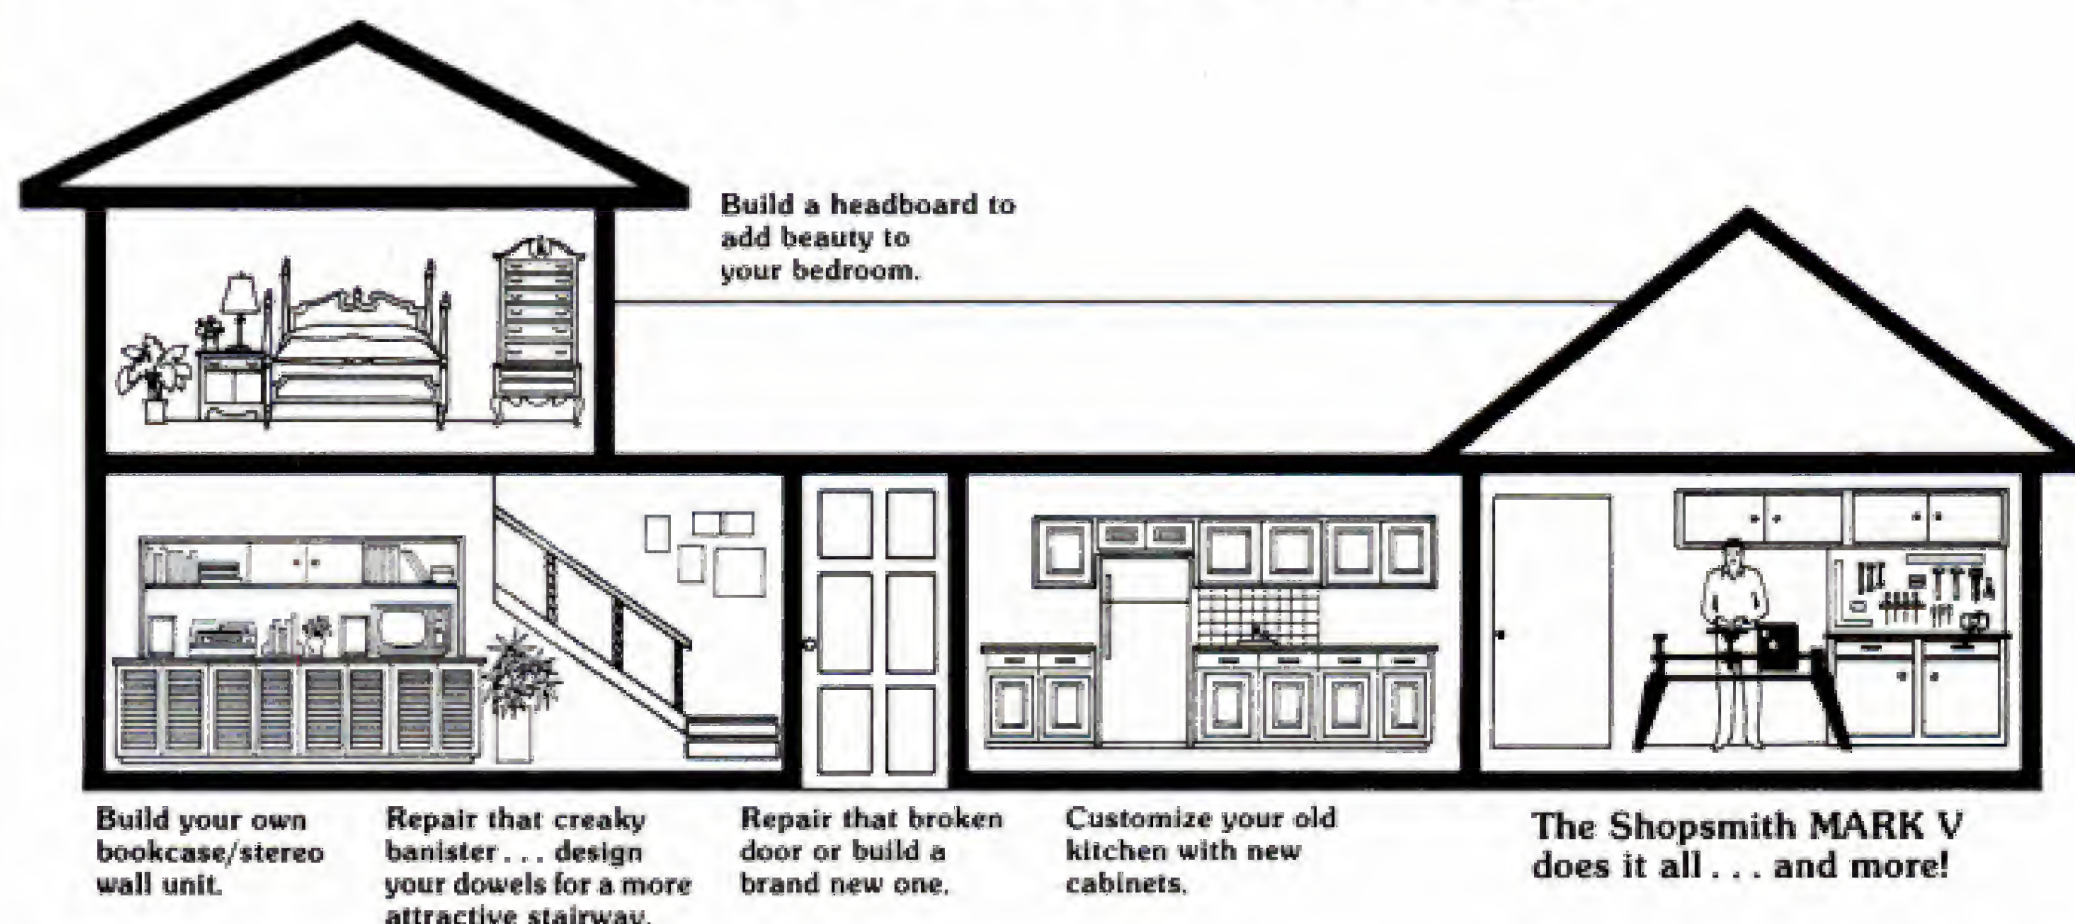 Build a headboard to
add beauty to
your bedroom.
Build your own
bookcase/stereo
wall unit.
Repair that creaky
banister... design
your dowels for a more
attractive stairway.
Repair that broken
door or build a
brand new one.
Customize your old
kitchen with new
cabinets.
The Shopsmith MARK V
does it all... and more!